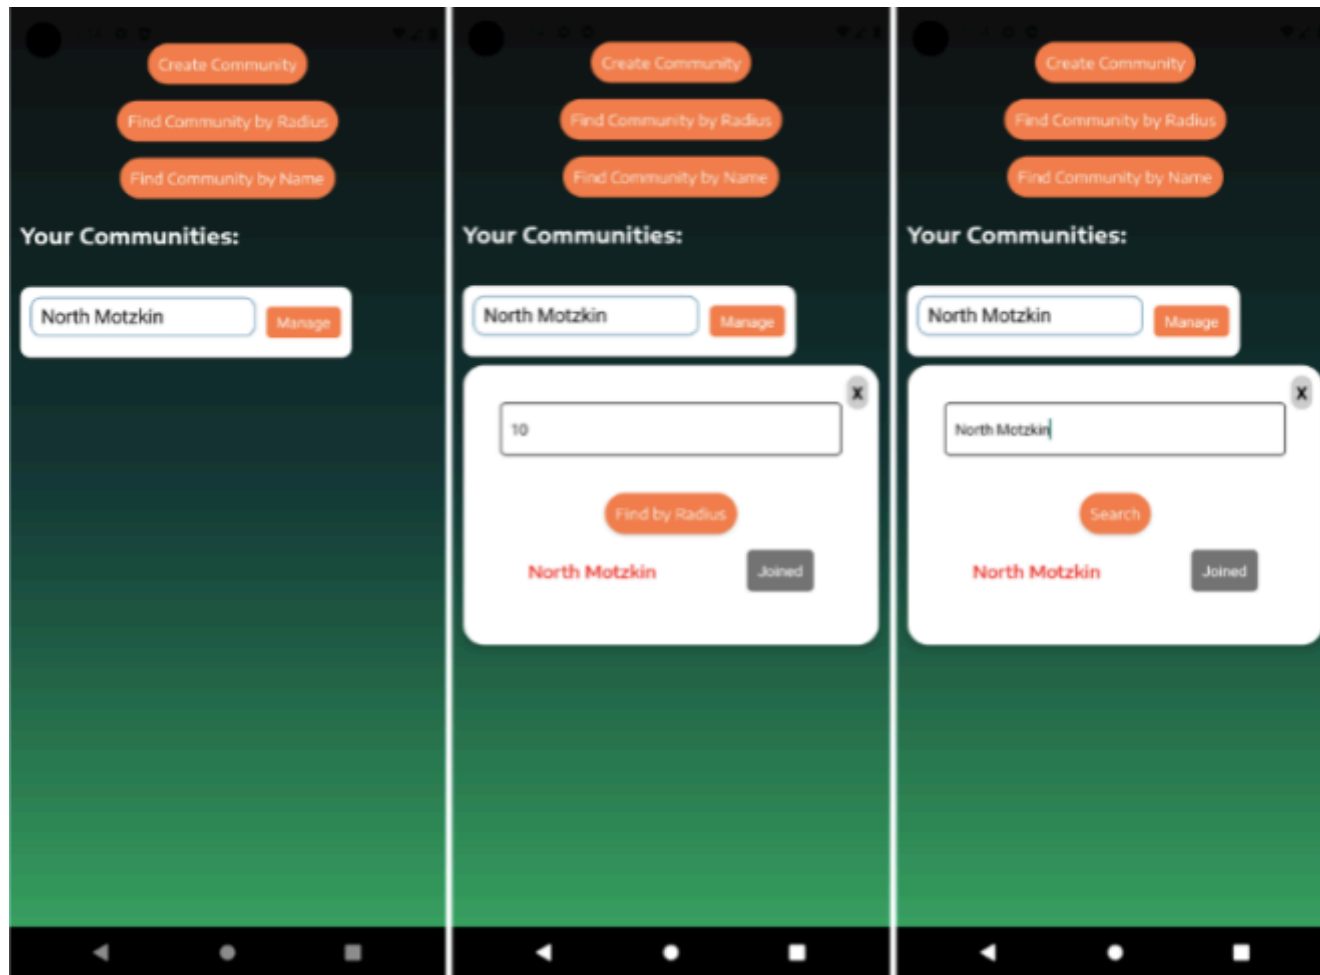 Create Community
Find Community by Radius
Find Community by Name
Your Communities:
North Motzkin
Manage
Create Community
Find Community by Radius
Find Community by Name
Your Communities:
North Motzkin
Manage
X
10
Find by Radius
North Motzkin
Joined
Create Community
Find Community by Radius
Find Community by Name
Your Communities:
North Motzkin
Manage
X
North Motzkin
Search
North Motzkin
Joined